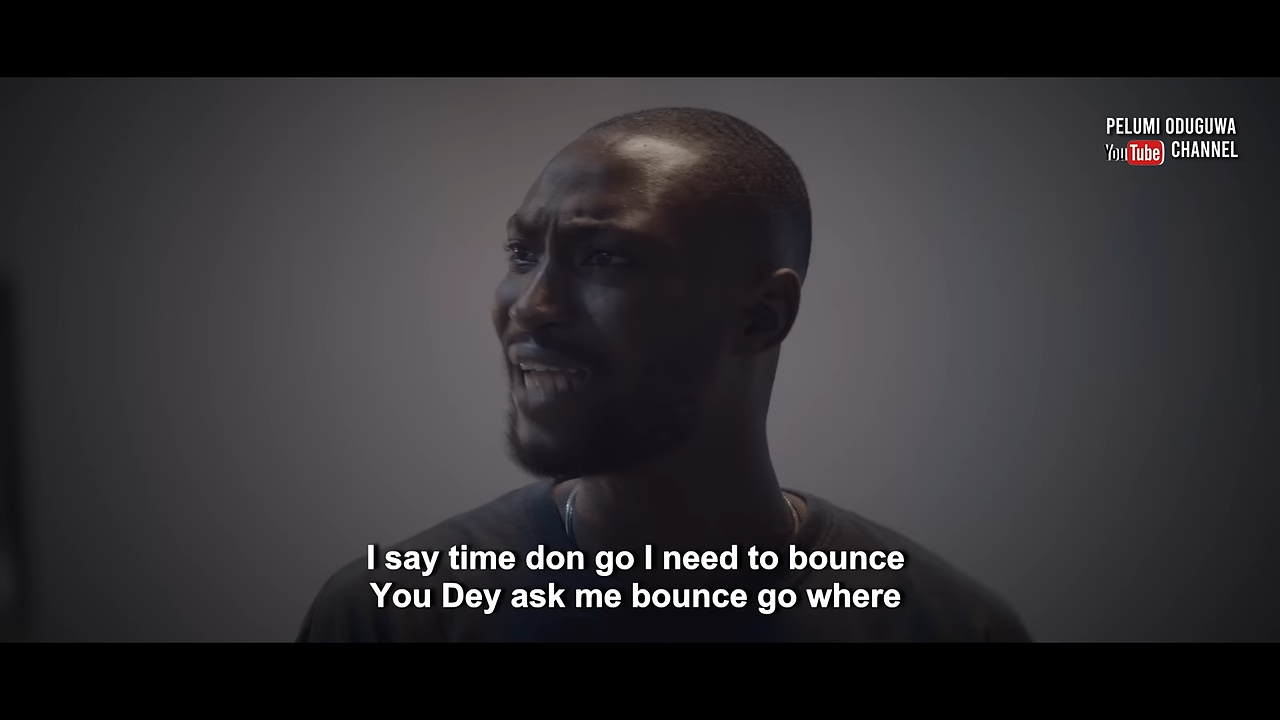 PELUMI ODUGUWA
YouTube CHANNEL
I say time don go I need to bounce
You Dey ask me bounce go where